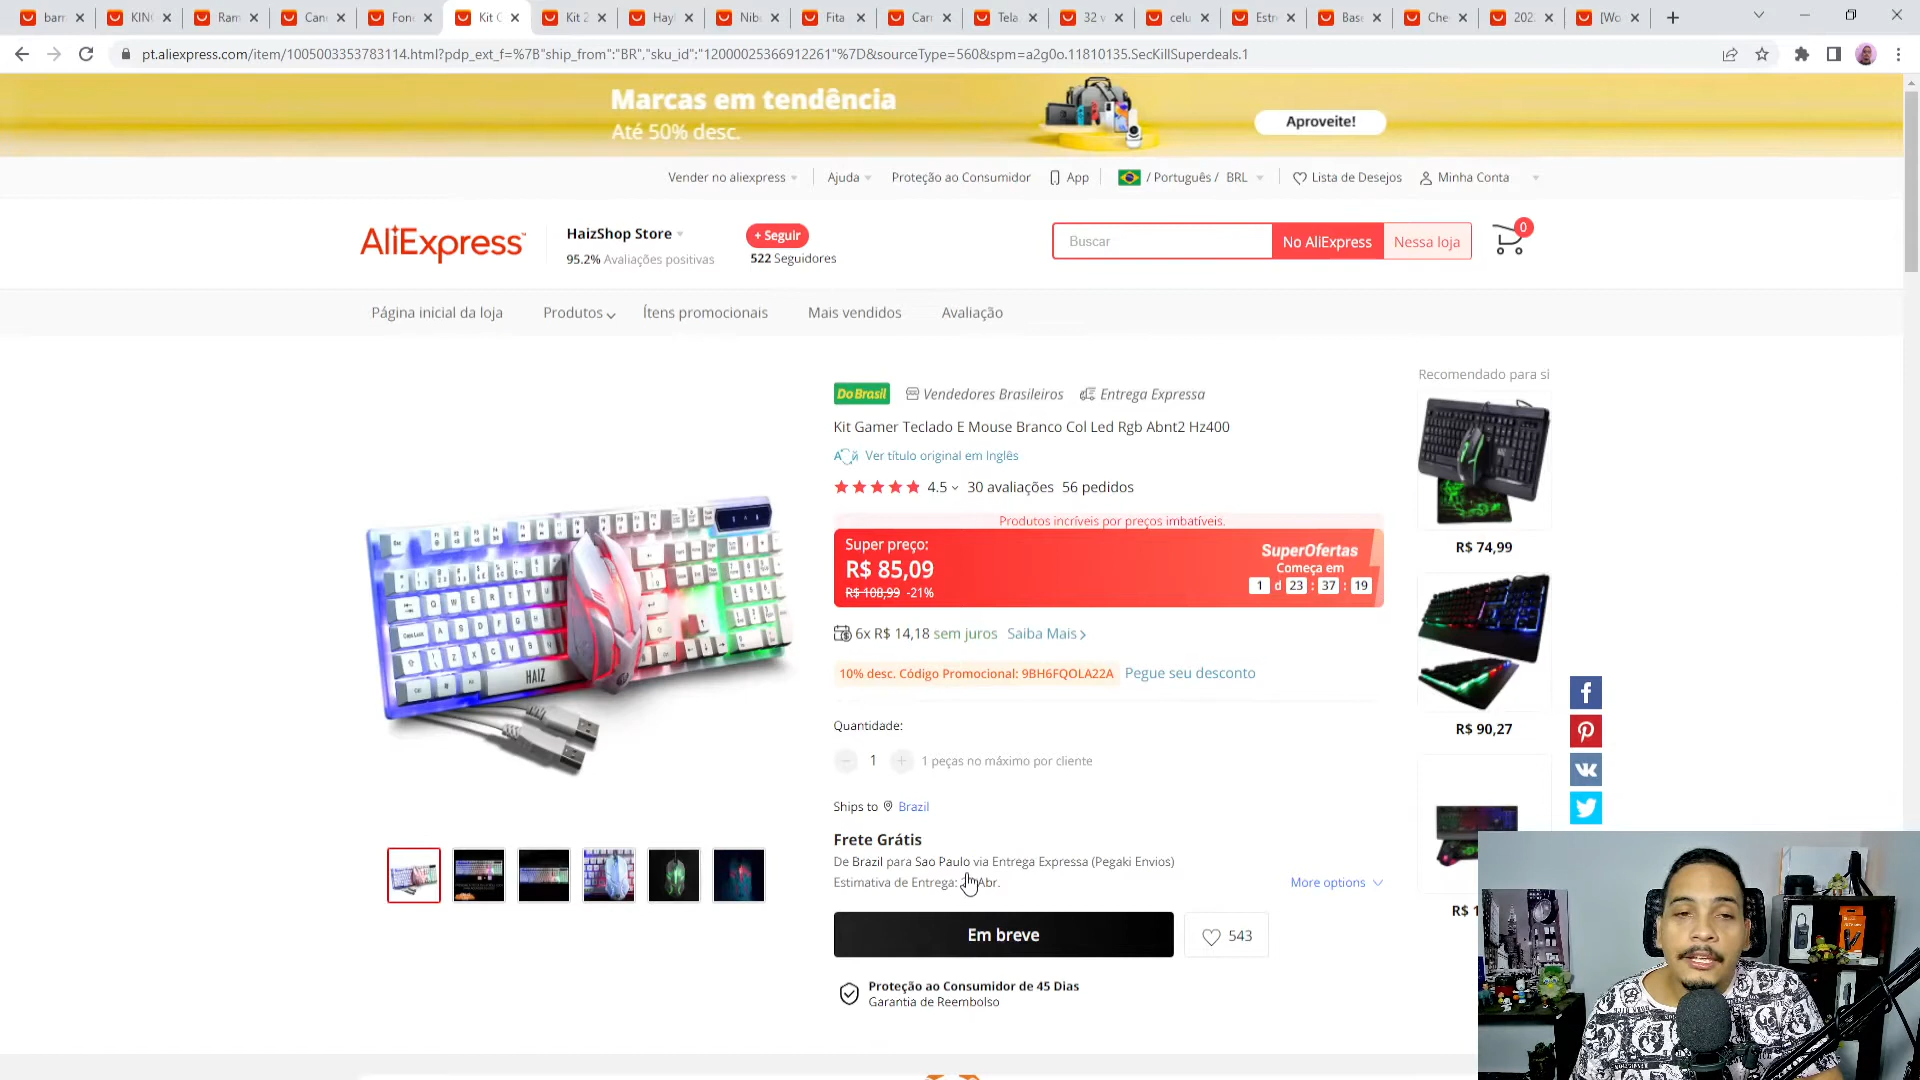 barr
KIN
Ram
Can
Fon
Kit
Kit 2
Hay
Nib
Fita
Carr
Tela
32 v
celu
Estr
Base
Che
202
[Wo
pt.aliexpress.com/item/1005003353783114.html?pdp_ext_f=%7B"ship_from":"BR","sku_id":"12000025366912261"%7D&sourceType=560&spm=a2g0o.11810135.SecKillSuperdeals.1
Marcas em tendência
Até 50% desc.
Aproveite!
Vender no aliexpress
Ajuda
Proteção ao Consumidor
App
/ Português / BRL
Lista de Desejos
Minha Conta
AliExpress
HaizShop Store
95.2% Avaliações positivas
+ Seguir
522 Seguidores
Buscar
No AliExpress
Nessa loja
0
Página inicial da loja
Produtos
Ítens promocionais
Mais vendidos
Avaliação
Do Brasil
Vendedores Brasileiros
Entrega Expressa
Kit Gamer Teclado E Mouse Branco Col Led Rgb Abnt2 Hz400
Ver título original em Inglês
4.5
30 avaliações
56 pedidos
Produtos incríveis por preços imbatíveis.
Super preço:
R$ 85,09
R$ 108,99 -21%
SuperOfertas
Começa em
1 d 23 : 37 : 19
6x R$ 14,18 sem juros Saiba Mais
10% desc. Código Promocional: 9BH6FQOLA22A Pegue seu desconto
Quantidade:
1
1 peças no máximo por cliente
Ships to Brazil
Frete Grátis
De Brazil para Sao Paulo via Entrega Expressa (Pegaki Envios)
Estimativa de Entrega: Abr.
More options
Em breve
543
Proteção ao Consumidor de 45 Dias
Garantia de Reembolso
Recomendado para si
R$ 74,99
R$ 90,27
R$ 1
HAIZ